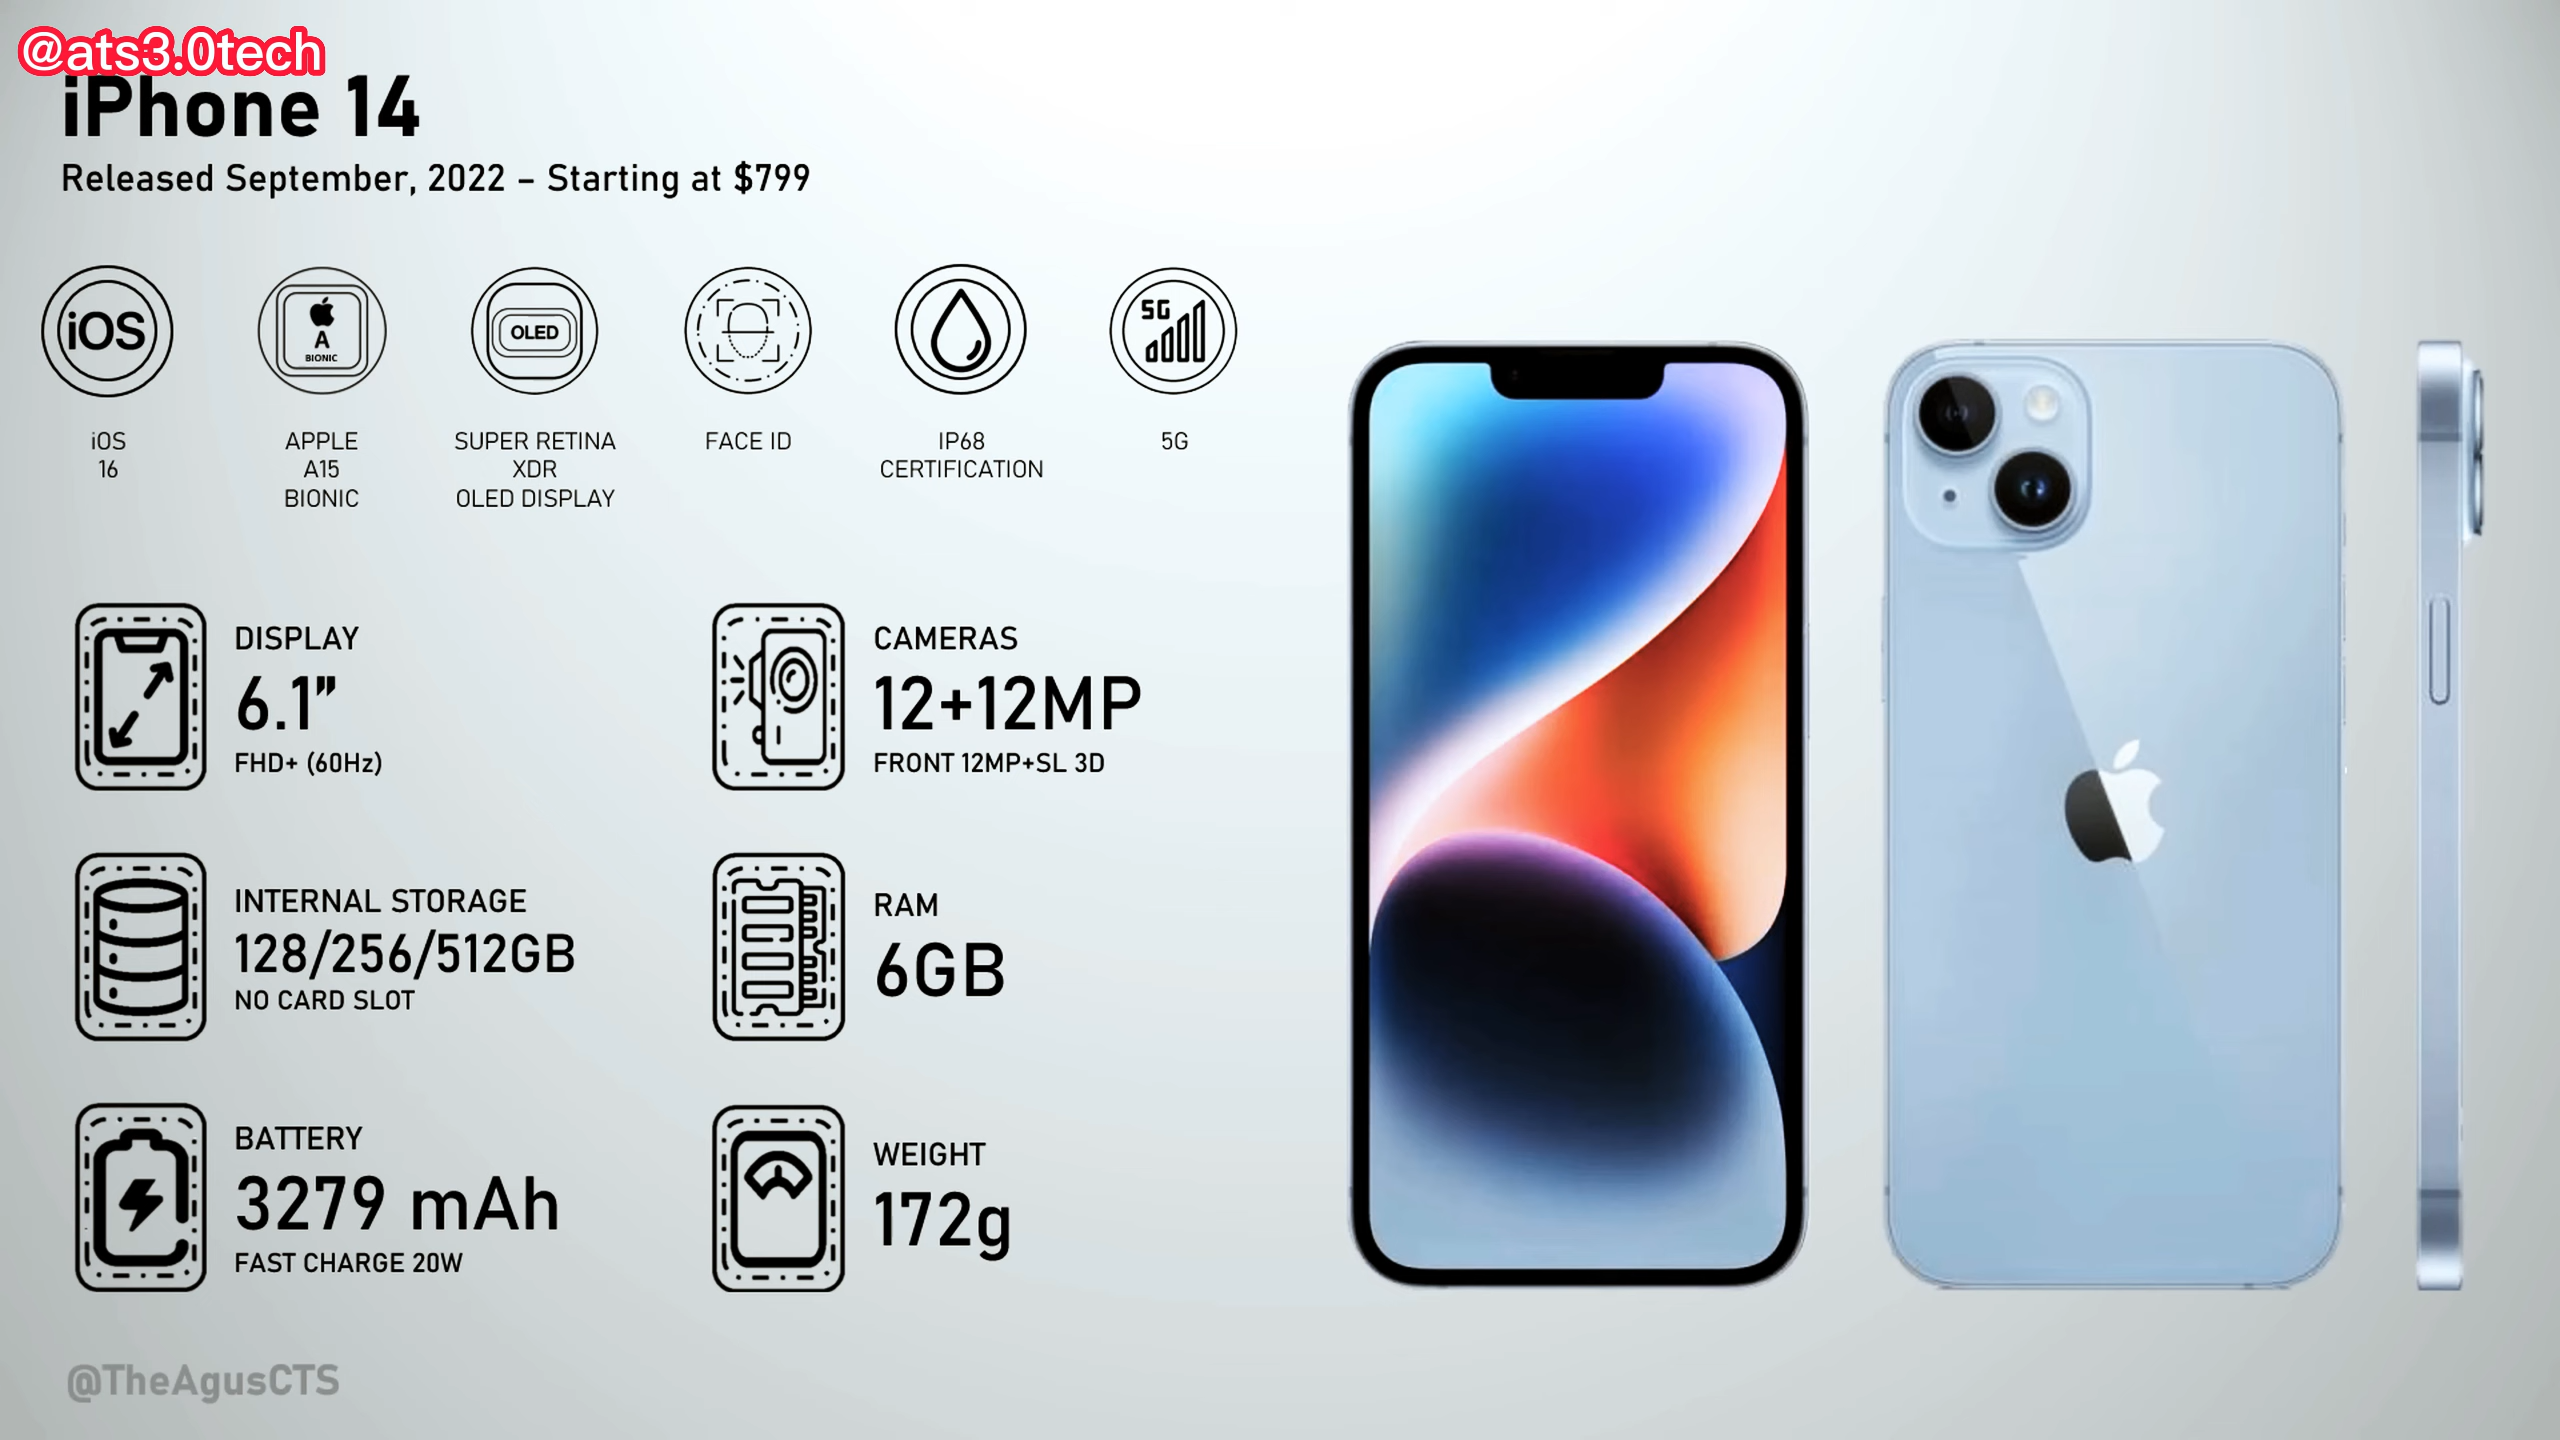 @ats3.0tech
iPhone 14
Released September, 2022 – Starting at $799
iOS
A
BIONIC
OLED
5G
iOS
16
APPLE
A15
BIONIC
SUPER RETINA
XDR
OLED DISPLAY
FACE ID
IP68
CERTIFICATION
5G
DISPLAY
6.1”
FHD+ (60Hz)
CAMERAS
12+12MP
FRONT 12MP+SL 3D
INTERNAL STORAGE
128/256/512GB
NO CARD SLOT
RAM
6GB
BATTERY
3279 mAh
FAST CHARGE 20W
WEIGHT
172g
@TheAgusCTS